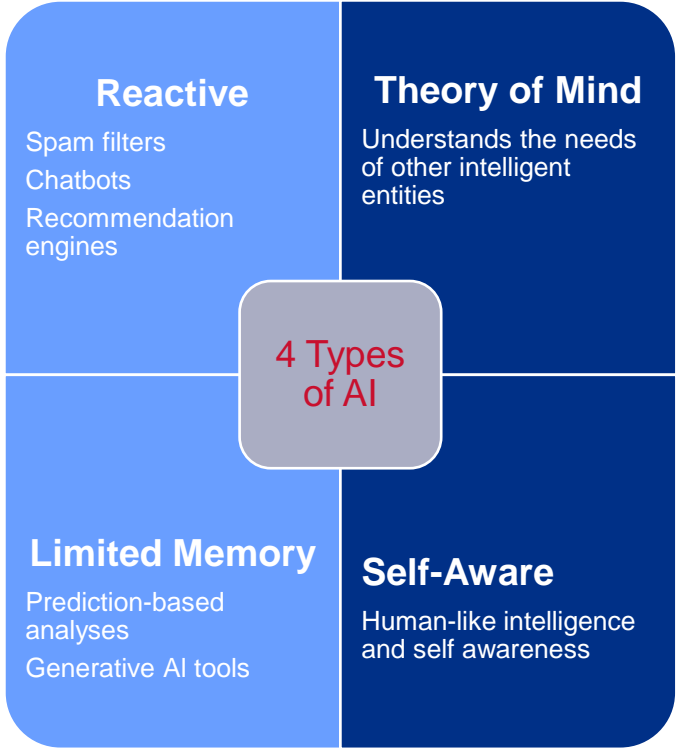 Reactive
Spam filters
Chatbots
Recommendation
engines
Theory of Mind
Understands the needs
of other intelligent
entities
4 Types
of AI
Limited Memory
Prediction-based
analyses
Generative AI tools
Self-Aware
Human-like intelligence
and self awareness